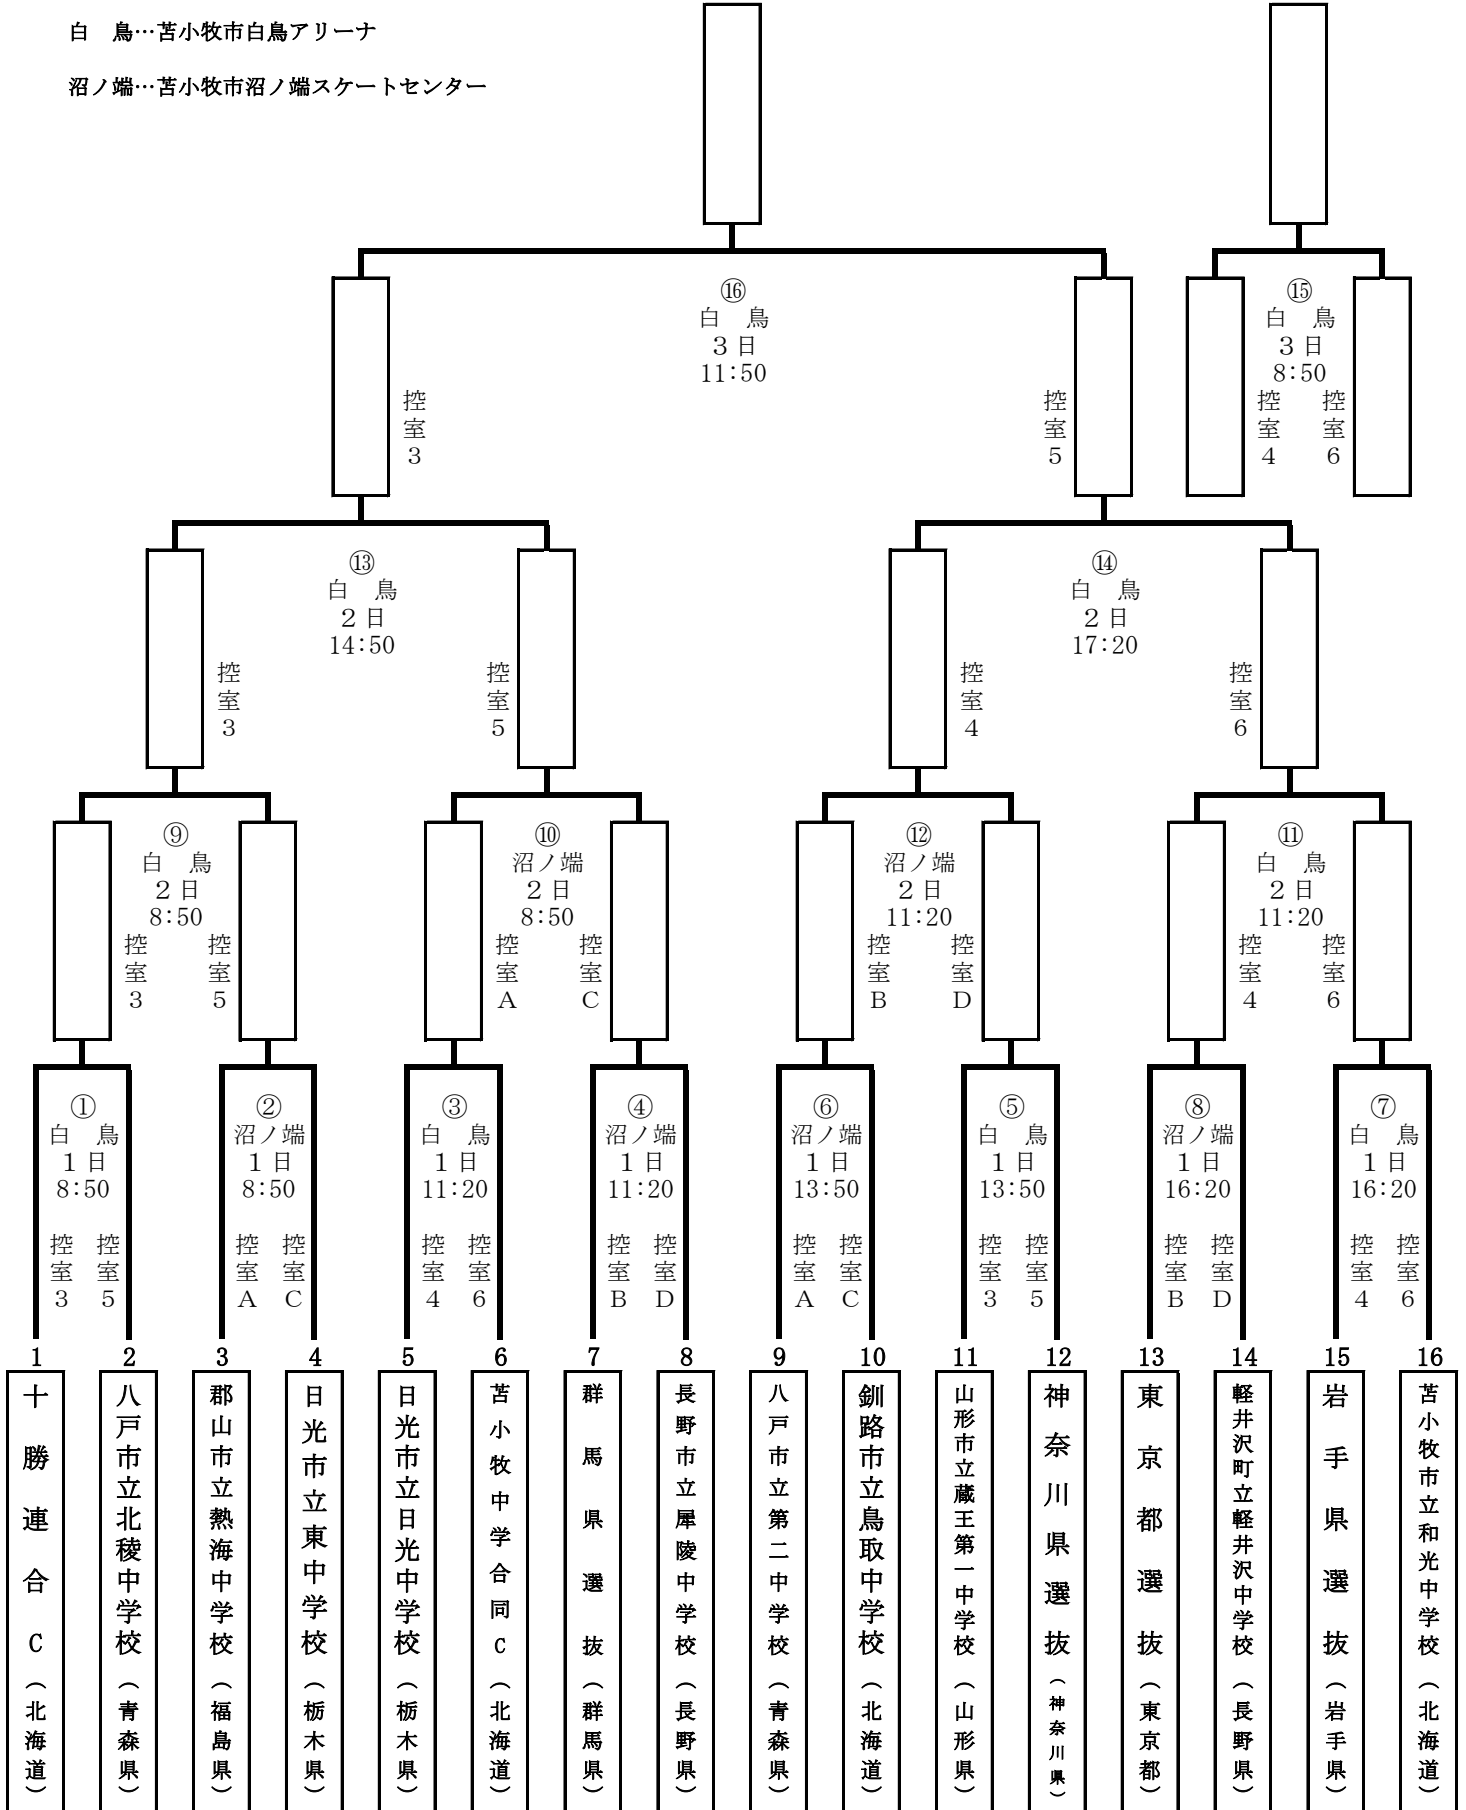 白　鳥…苫小牧市白鳥アリーナ
沼ノ端…苫小牧市沼ノ端スケートセンター
⑯
白　鳥
３日
11:50
控室３
控室５
⑮
白　鳥
３日
8:50
控室４
控室６
⑬
白　鳥
２日
14:50
控室３
控室５
⑭
白　鳥
２日
17:20
控室４
控室６
⑨
白　鳥
２日
8:50
控室３
控室５
⑩
沼ノ端
２日
8:50
控室Ａ
控室Ｃ
⑫
沼ノ端
２日
11:20
控室Ｂ
控室Ｄ
⑪
白　鳥
２日
11:20
控室４
控室６
①
白　鳥
１日
8:50
控室３
控室５
②
沼ノ端
１日
8:50
控室Ａ
控室Ｃ
③
白　鳥
１日
11:20
控室４
控室６
④
沼ノ端
１日
11:20
控室Ｂ
控室Ｄ
⑥
沼ノ端
１日
13:50
控室Ａ
控室Ｃ
⑤
白　鳥
１日
13:50
控室３
控室５
⑧
沼ノ端
１日
16:20
控室Ｂ
控室Ｄ
⑦
白　鳥
１日
16:20
控室４
控室６
1
十勝連合Ｃ（北海道）
2
八戸市立北稜中学校（青森県）
3
郡山市立熱海中学校（福島県）
4
日光市立東中学校（栃木県）
5
日光市立日光中学校（栃木県）
6
苫小牧中学合同Ｃ（北海道）
7
群馬県選抜（群馬県）
8
長野市立犀陵中学校（長野県）
9
八戸市立第二中学校（青森県）
10
釧路市立鳥取中学校（北海道）
11
山形市立蔵王第一中学校（山形県）
12
神奈川県選抜（神奈川県）
13
東京都選抜（東京都）
14
軽井沢町立軽井沢中学校（長野県）
15
岩手県選抜（岩手県）
16
苫小牧市立和光中学校（北海道）